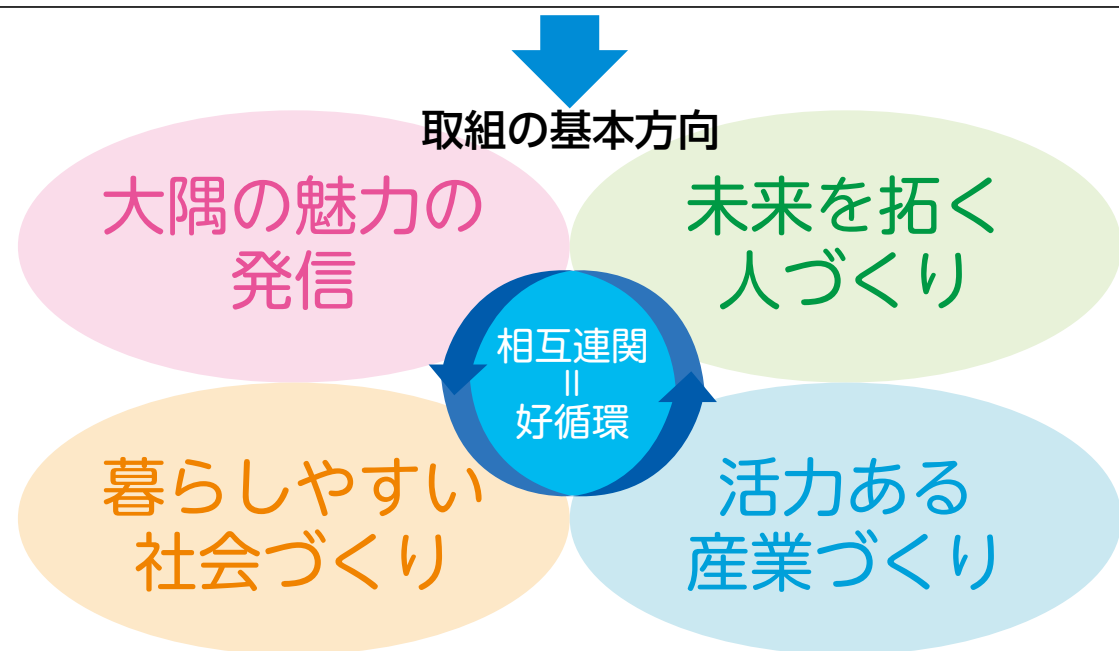 取組の基本方向
大隅の魅力の
発信
未来を拓く
人づくり
相互連関
＝
好循環
暮らしやすい
社会づくり
活力ある
産業づくり